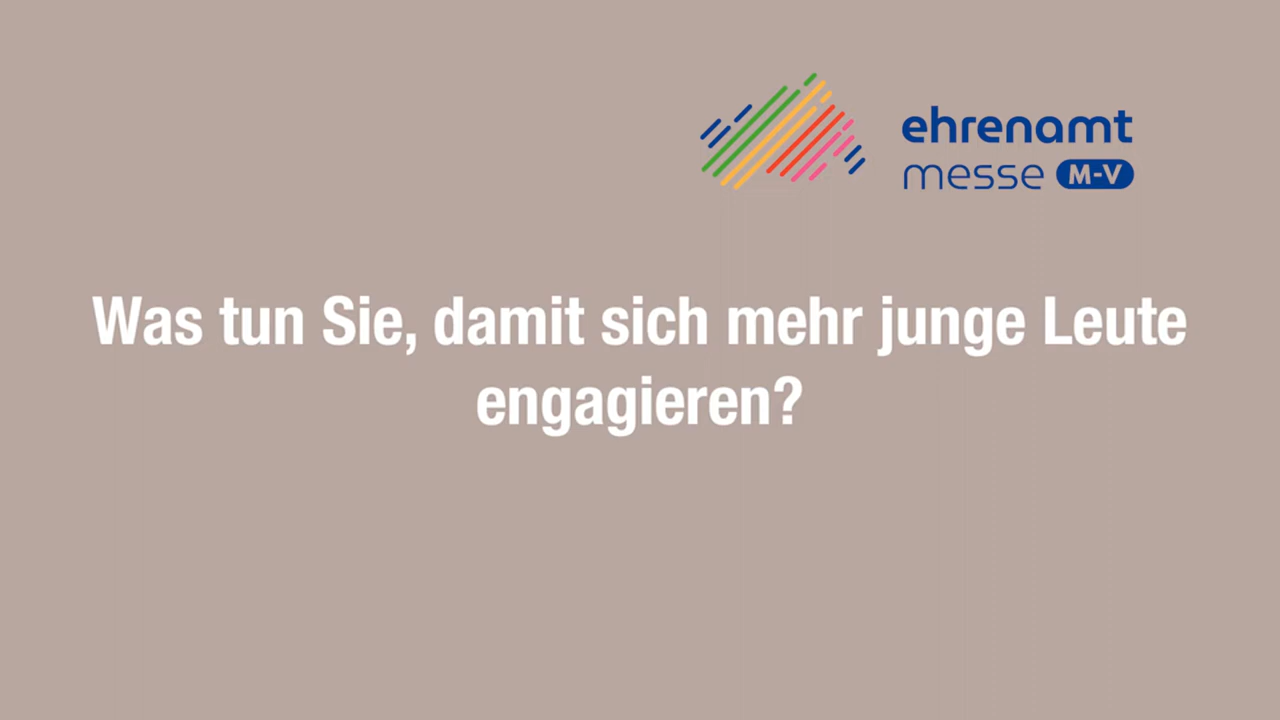 ehrenamt
messe M-V
Was tun Sie, damit sich mehr junge Leute
engagieren?